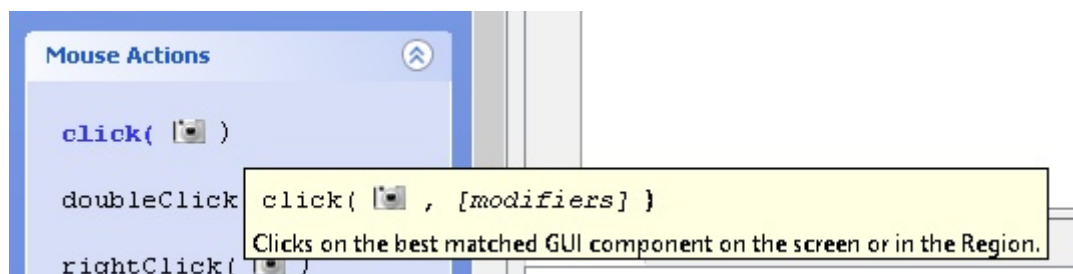 Mouse Actions
click( )
doubleClick
click( , [modifiers] )
Clicks on the best matched GUI component on the screen or in the Region.
rightClick( )